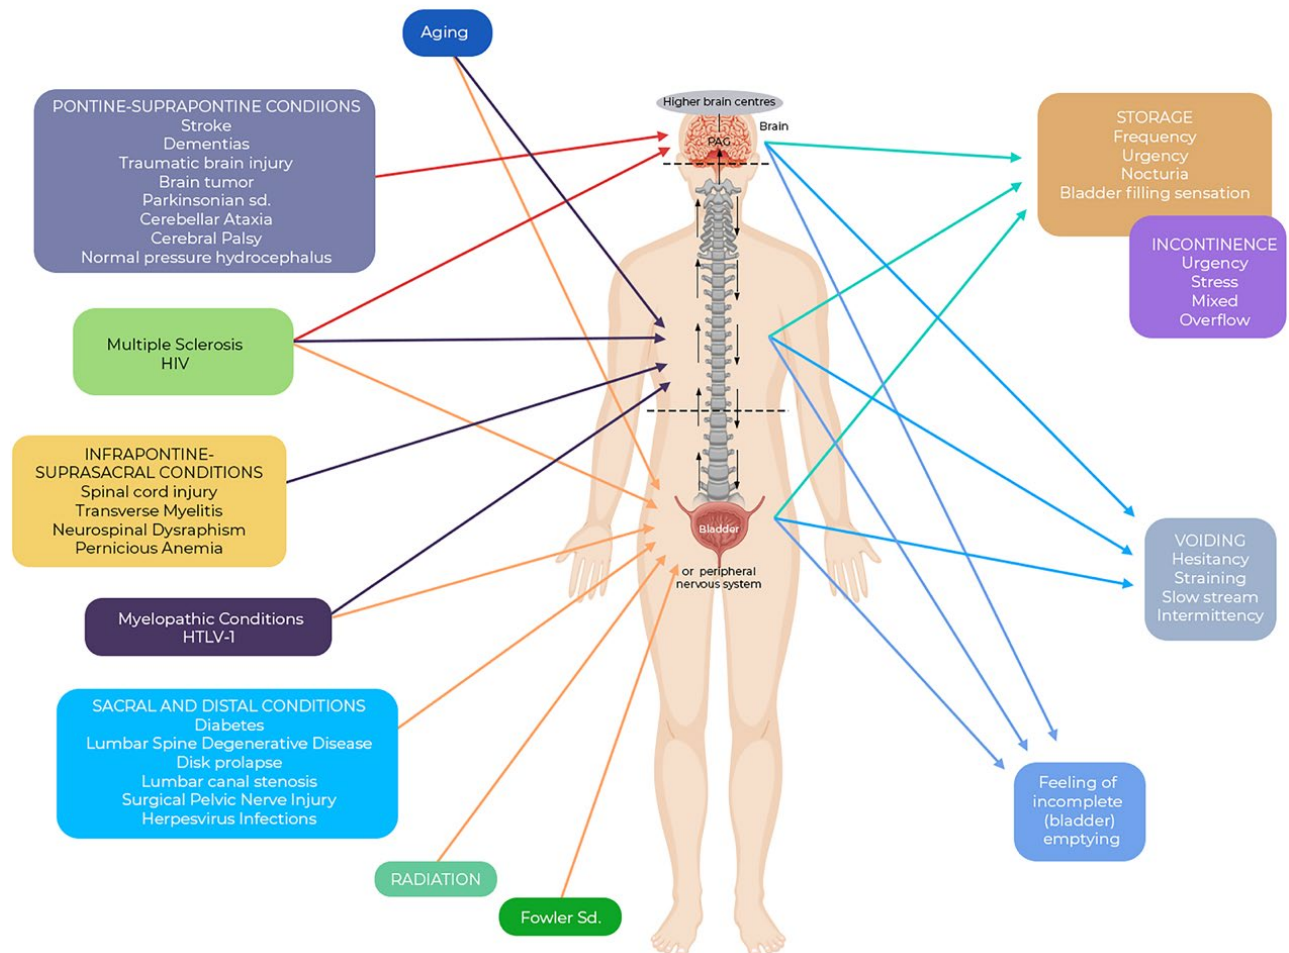 Aging
PONTINE-SUPRAPONTINE CONDIIONS
Stroke
Dementias
Traumatic brain injury
Brain tumor
Parkinsonian sd.
Cerebellar Ataxia
Cerebral Palsy
Normal pressure hydrocephalus
Multiple Sclerosis
HIV
INFRAPONTINE-
SUPRASACRAL CONDITIONS
Spinal cord injury
Transverse Myelitis
Neurospinal Dysraphism
Pernicious Anemia
Myelopathic Conditions
HTLV-1
SACRAL AND DISTAL CONDITIONS
Diabetes
Lumbar Spine Degenerative Disease
Disk prolapse
Lumbar canal stenosis
Surgical Pelvic Nerve Injury
Herpesvirus Infections
RADIATION
Fowler Sd.
Higher brain centres
Brain
PAG
Bladder
or peripheral
nervous system
STORAGE
Frequency
Urgency
Nocturia
Bladder filling sensation
INCONTINENCE
Urgency
Stress
Mixed
Overflow
VOIDING
Hesitancy
Straining
Slow stream
Intermittency
Feeling of
incomplete
(bladder)
emptying